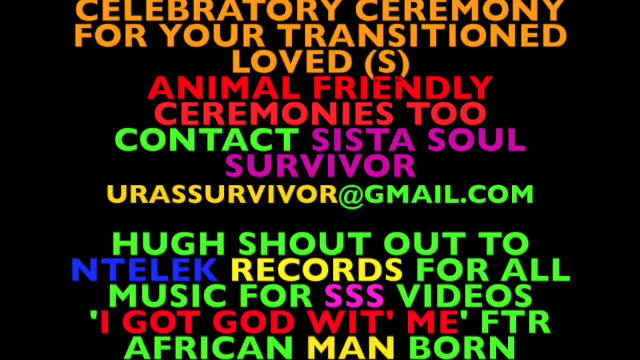 CELEBRATORY CEREMONY
FOR YOUR TRANSITIONED
LOVED (S)
ANIMAL FRIENDLY
CEREMONIES TOO
CONTACT SISTA SOUL
SURVIVOR
URASSURVIVOR@GMAIL.COM
HUGH SHOUT OUT TO
NTELEK RECORDS FOR ALL
MUSIC FOR SSS VIDEOS
'I GOT GOD WIT' ME' FTR
AFRICAN MAN BORN